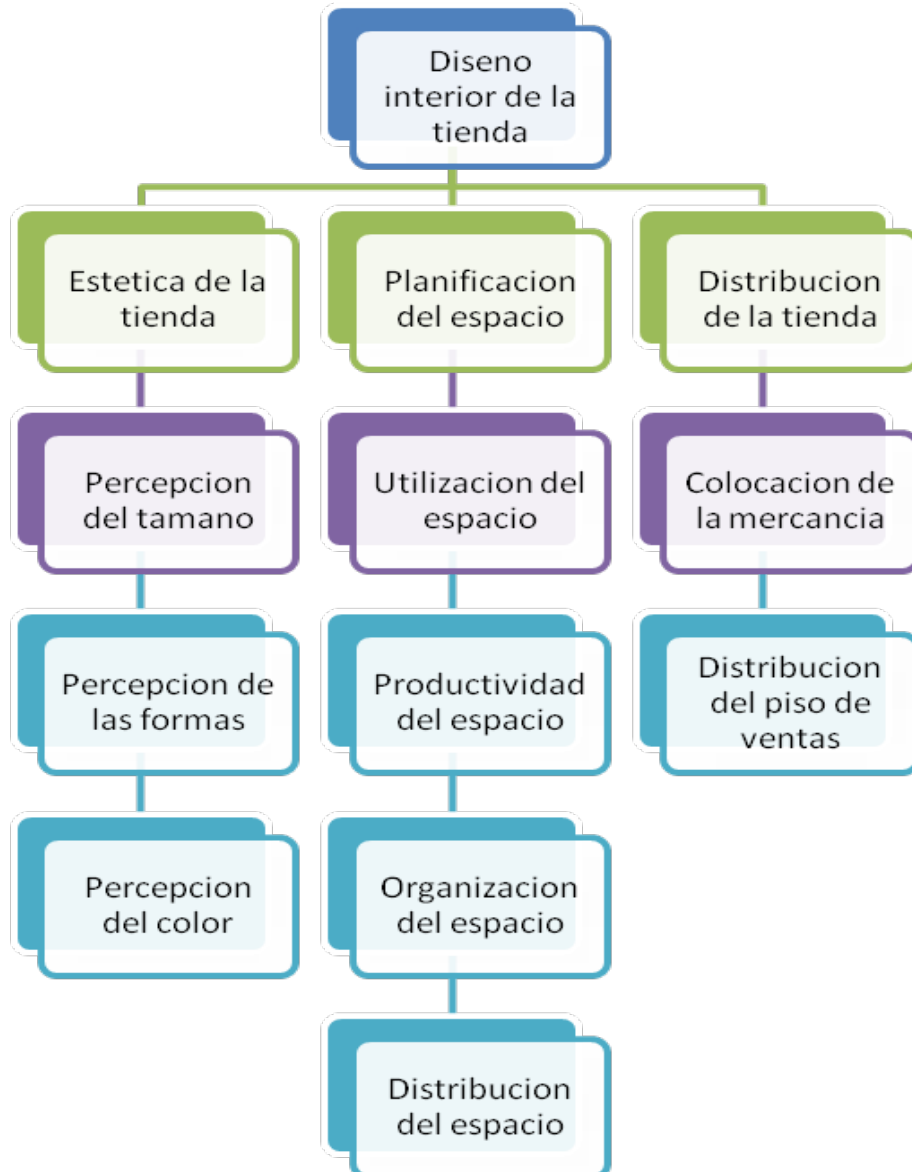 Diseno
interior de la
tienda
Estetica de la
tienda
Planificacion
del espacio
Distribucion
de la tienda
Percepcion
del tamano
Utilizacion del
espacio
Colocacion de
la mercancia
Percepcion de
las formas
Productividad
del espacio
Distribucion
del piso de
ventas
Percepcion
del color
Organizacion
del espacio
Distribucion
del espacio